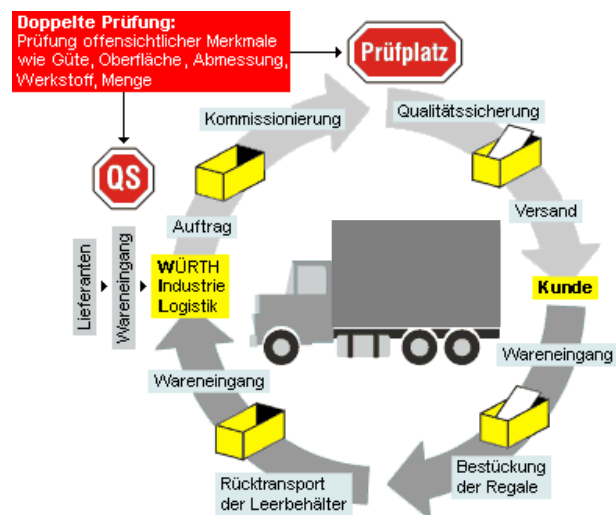 Doppelte Prüfung:
Prüfung offensichtlicher Merkmale
wie Güte, Oberfläche, Abmessung,
Werkstoff, Menge
Prüfplatz
Kommissionierung
Qualitätssicherung
QS
Auftrag
Versand
Lieferanten
Wareneingang
WÜRTH
Industrie
Logistik
Kunde
Wareneingang
Wareneingang
Rücktransport
der Leerbehälter
Bestückung
der Regale